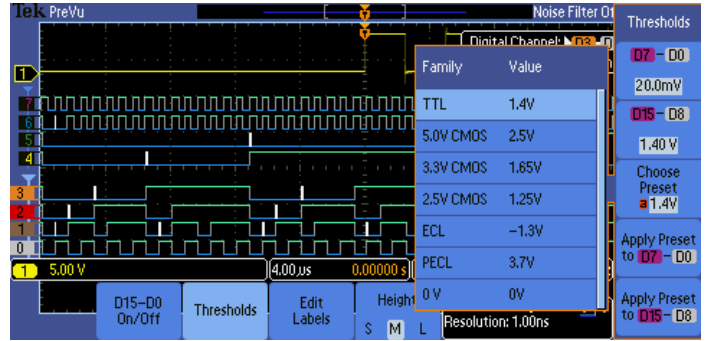 Tek PreVu
Noise Filter Of
Thresholds
Digital Channel: D3
D7 - D0
20.0mV
D15 - D8
1.40 V
Choose
Preset
a 1.4V
Apply Preset
to D7 - D0
Apply Preset
to D15 - D8
Family Value
TTL 1.4V
5.0V CMOS 2.5V
3.3V CMOS 1.65V
2.5V CMOS 1.25V
ECL −1.3V
PECL 3.7V
0 V 0V
1
7
6
5
4
3
2
1
0
1 5.00 V 4.00µs 0.00000 s
D15–D0
On/Off
Thresholds
Edit
Labels
Height
S M L
Resolution: 1.00ns